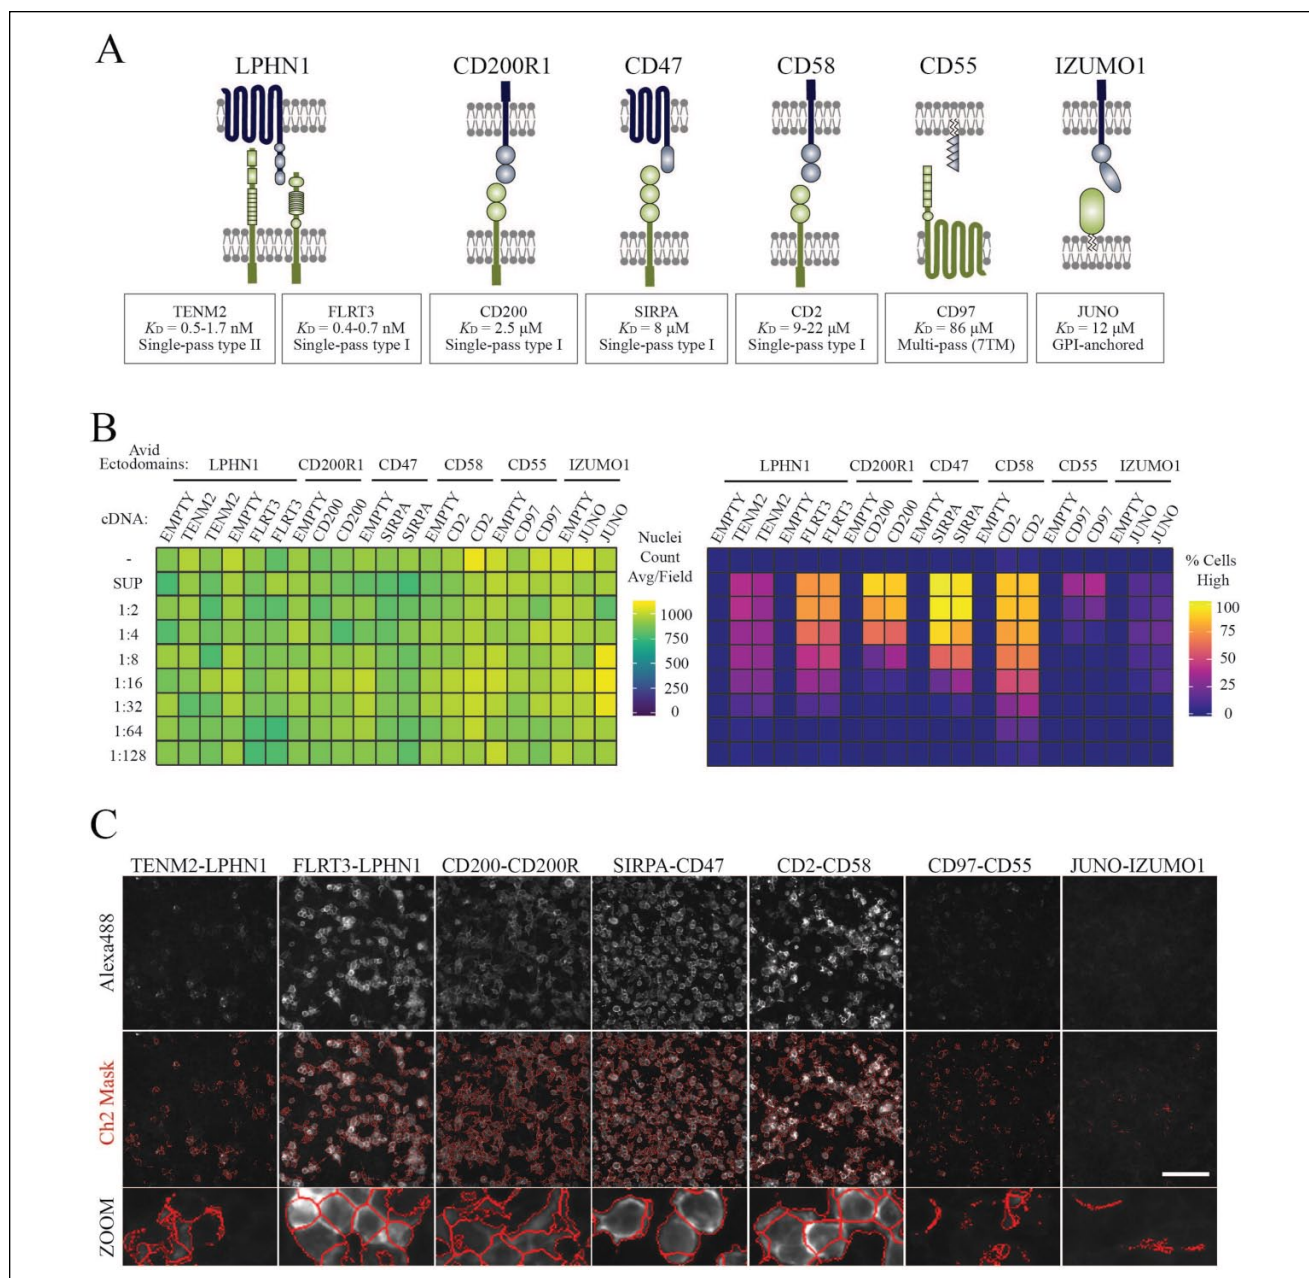 A
LPHN1 CD200R1 CD47 CD58 CD55 IZUMO1
TENM2
KD = 0.5-1.7 nM
Single-pass type II
FLRT3
KD = 0.4-0.7 nM
Single-pass type I
CD200
KD = 2.5 µM
Single-pass type I
SIRPA
KD = 8 µM
Single-pass type I
CD2
KD = 9-22 µM
Single-pass type I
CD97
KD = 86 µM
Multi-pass (7TM)
JUNO
KD = 12 µM
GPI-anchored
B
Avid
Ectodomains:
LPHN1 CD200R1 CD47 CD58 CD55 IZUMO1
cDNA:
EMPTY TENM2 TENM2 EMPTY FLRT3 FLRT3 EMPTY CD200 CD200 EMPTY SIRPA SIRPA EMPTY CD2 CD2 EMPTY CD97 CD97 EMPTY JUNO JUNO
-
SUP
1:2
1:4
1:8
1:16
1:32
1:64
1:128
Nuclei
Count
Avg/Field
1000
750
500
250
0
LPHN1 CD200R1 CD47 CD58 CD55 IZUMO1
EMPTY TENM2 TENM2 EMPTY FLRT3 FLRT3 EMPTY CD200 CD200 EMPTY SIRPA SIRPA EMPTY CD2 CD2 EMPTY CD97 CD97 EMPTY JUNO JUNO
% Cells
High
100
75
50
25
0
C
TENM2-LPHN1 FLRT3-LPHN1 CD200-CD200R SIRPA-CD47 CD2-CD58 CD97-CD55 JUNO-IZUMO1
Alexa488
Ch2 Mask
ZOOM